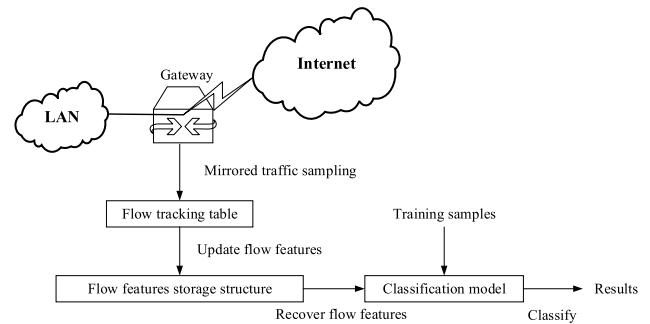 Internet
Gateway
LAN
Mirrored traffic sampling
Flow tracking table
Training samples
Update flow features
Flow features storage structure
Classification model
Results
Recover flow features
Classify